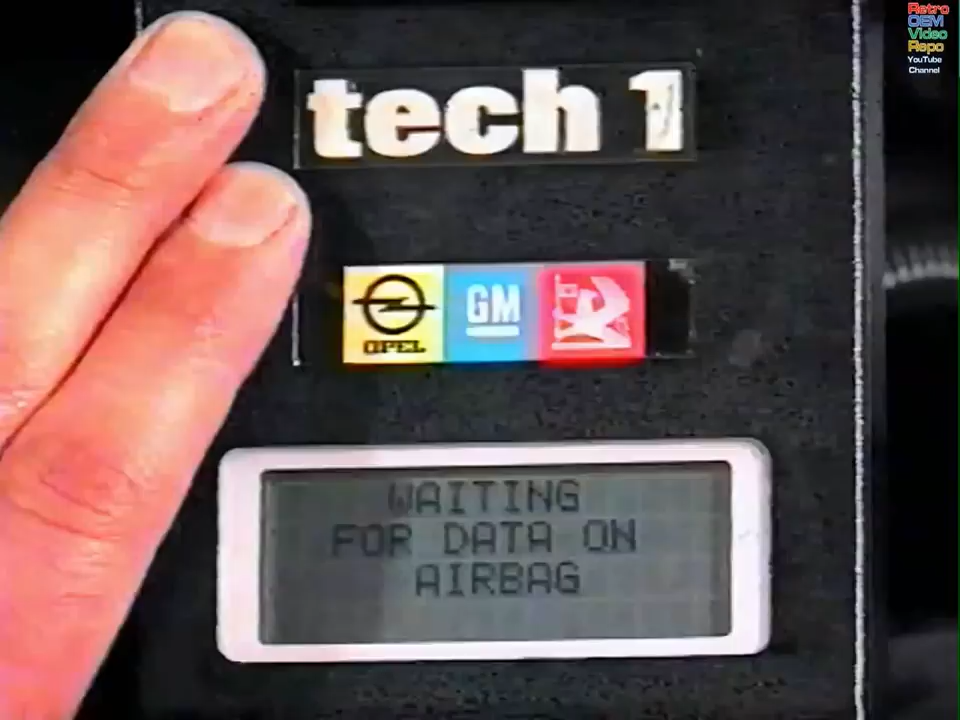 tech 1
OPEL
GM
WAITING
FOR DATA ON
AIRBAG
Retro
OEM
Video
Repo
YouTube
Channel